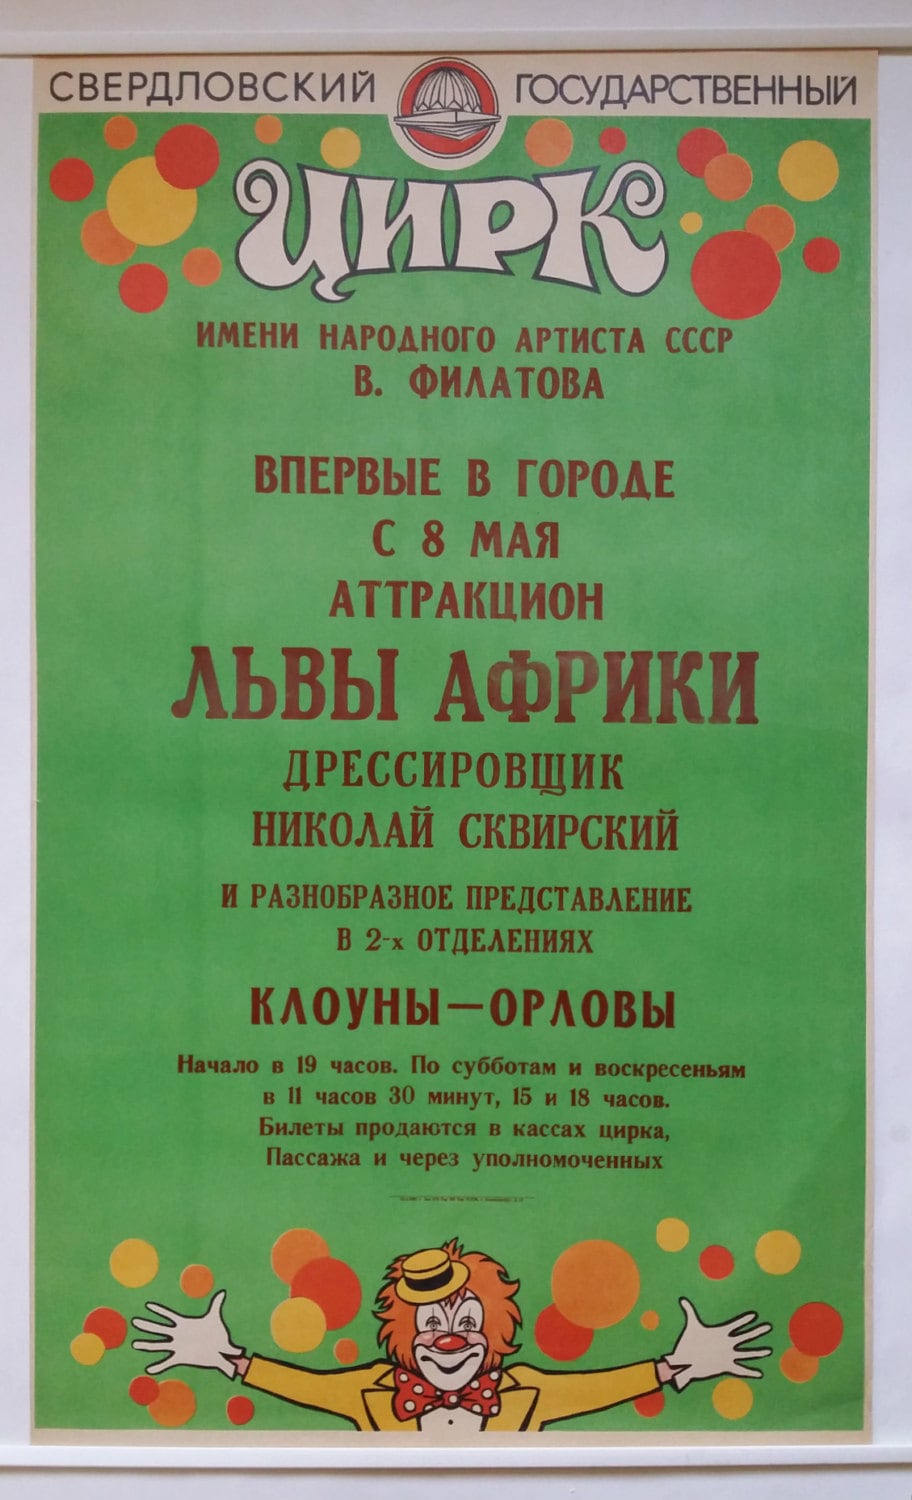 СВЕРДЛОВСКИЙ ГОСУДАРСТВЕННЫЙ
ЦИРК
ИМЕНИ НАРОДНОГО АРТИСТА СССР
В. ФИЛАТОВА
ВПЕРВЫЕ В ГОРОДЕ
С 8 МАЯ
АТТРАКЦИОН
ЛЬВЫ АФРИКИ
ДРЕССИРОВЩИК
НИКОЛАЙ СКВИРСКИЙ
И РАЗНОБРАЗНОЕ ПРЕДСТАВЛЕНИЕ
В 2-х ОТДЕЛЕНИЯХ
КЛОУНЫ—ОРЛОВЫ
Начало в 19 часов. По субботам и воскресеньям
в 11 часов 30 минут, 15 и 18 часов.
Билеты продаются в кассах цирка,
Пассажа и через уполномоченных